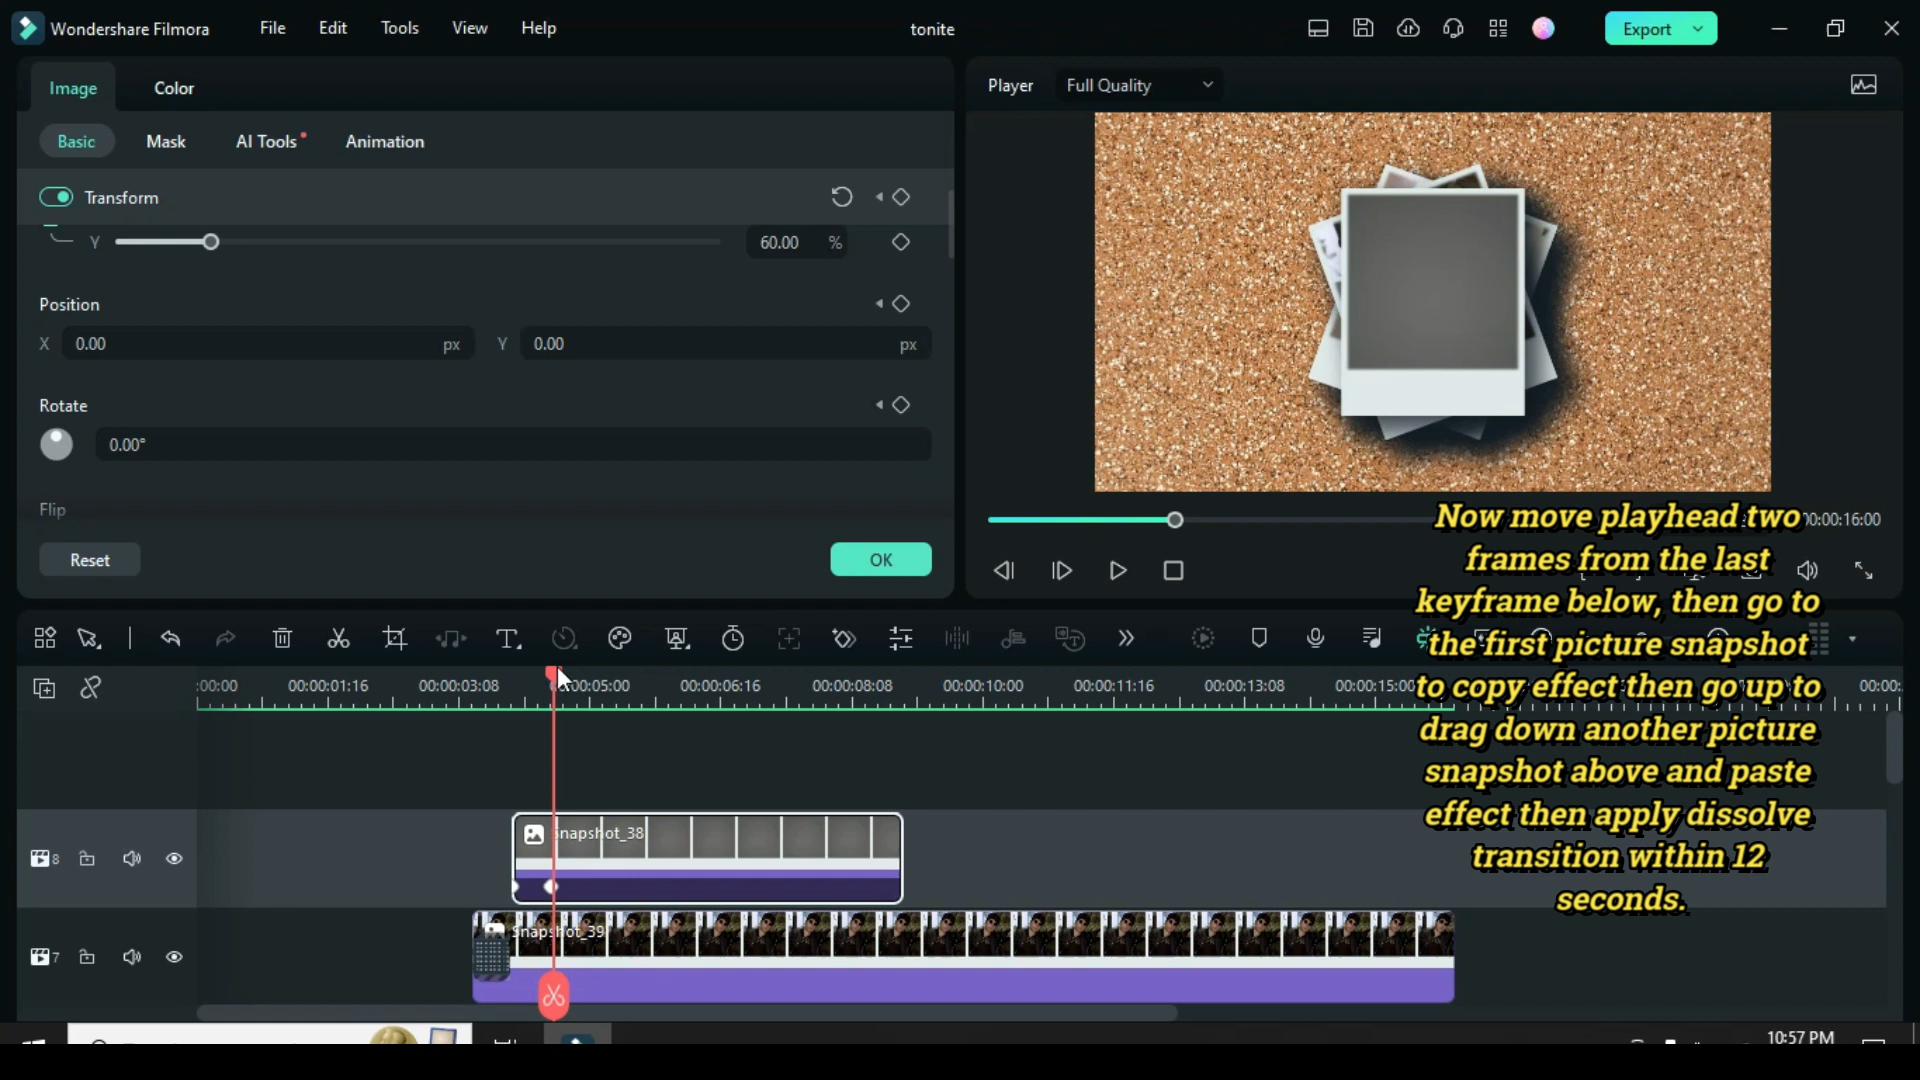 Wondershare Filmora
File
Edit
Tools
View
Help
tonite
Export
Image
Color
Player
Full Quality
Basic
Mask
AI Tools
Animation
Transform
Y
60.00
%
Position
X
0.00
px
Y
0.00
px
Rotate
0.00°
Flip
Reset
OK
00:00:16:00
Now move playhead two
frames from the last
keyframe below, then go to
the first picture snapshot
to copy effect then go up to
drag down another picture
snapshot above and paste
effect then apply dissolve
transition within 12
seconds.
:00:00
00:00:01:16
00:00:03:08
00:05:00
00:00:06:16
00:00:08:08
00:00:10:00
00:00:11:16
00:00:13:08
00:00:15:00
00:00:
8
Snapshot_38
7
Snapshot_39
10:57 PM